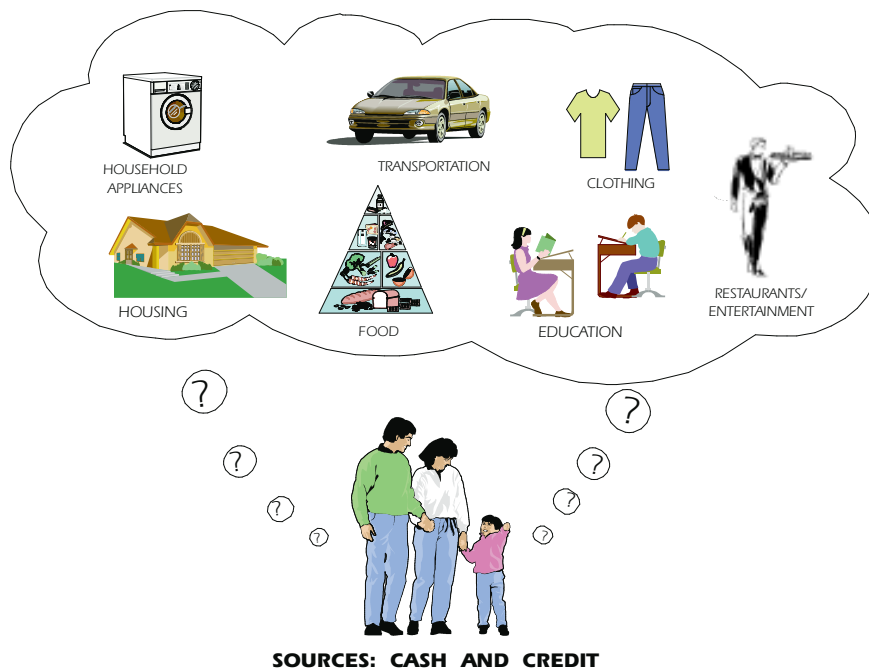 HOUSEHOLD
APPLIANCES
TRANSPORTATION
CLOTHING
HOUSING
FOOD
EDUCATION
RESTAURANTS/
ENTERTAINMENT
?
?
?
?
?
?
?
?
SOURCES: CASH AND CREDIT